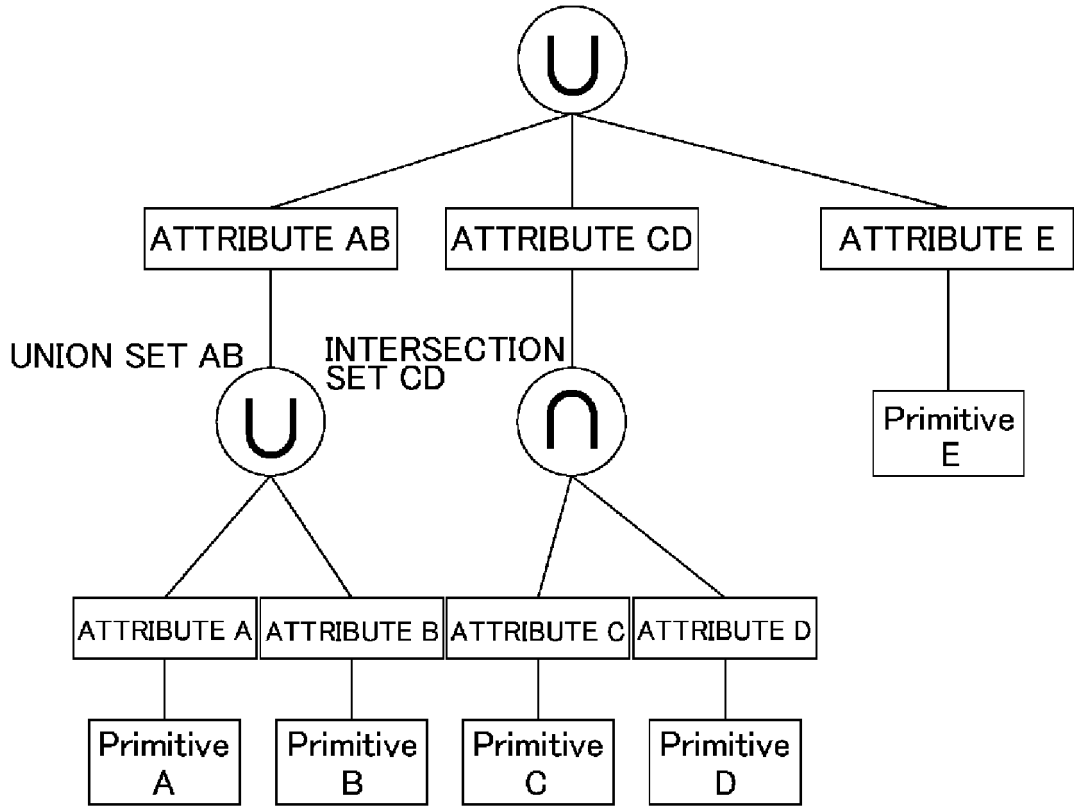 ∪
ATTRIBUTE AB
ATTRIBUTE CD
ATTRIBUTE E
UNION SET AB
INTERSECTION
SET CD
∪
∩
Primitive
E
ATTRIBUTE A
ATTRIBUTE B
ATTRIBUTE C
ATTRIBUTE D
Primitive
A
Primitive
B
Primitive
C
Primitive
D